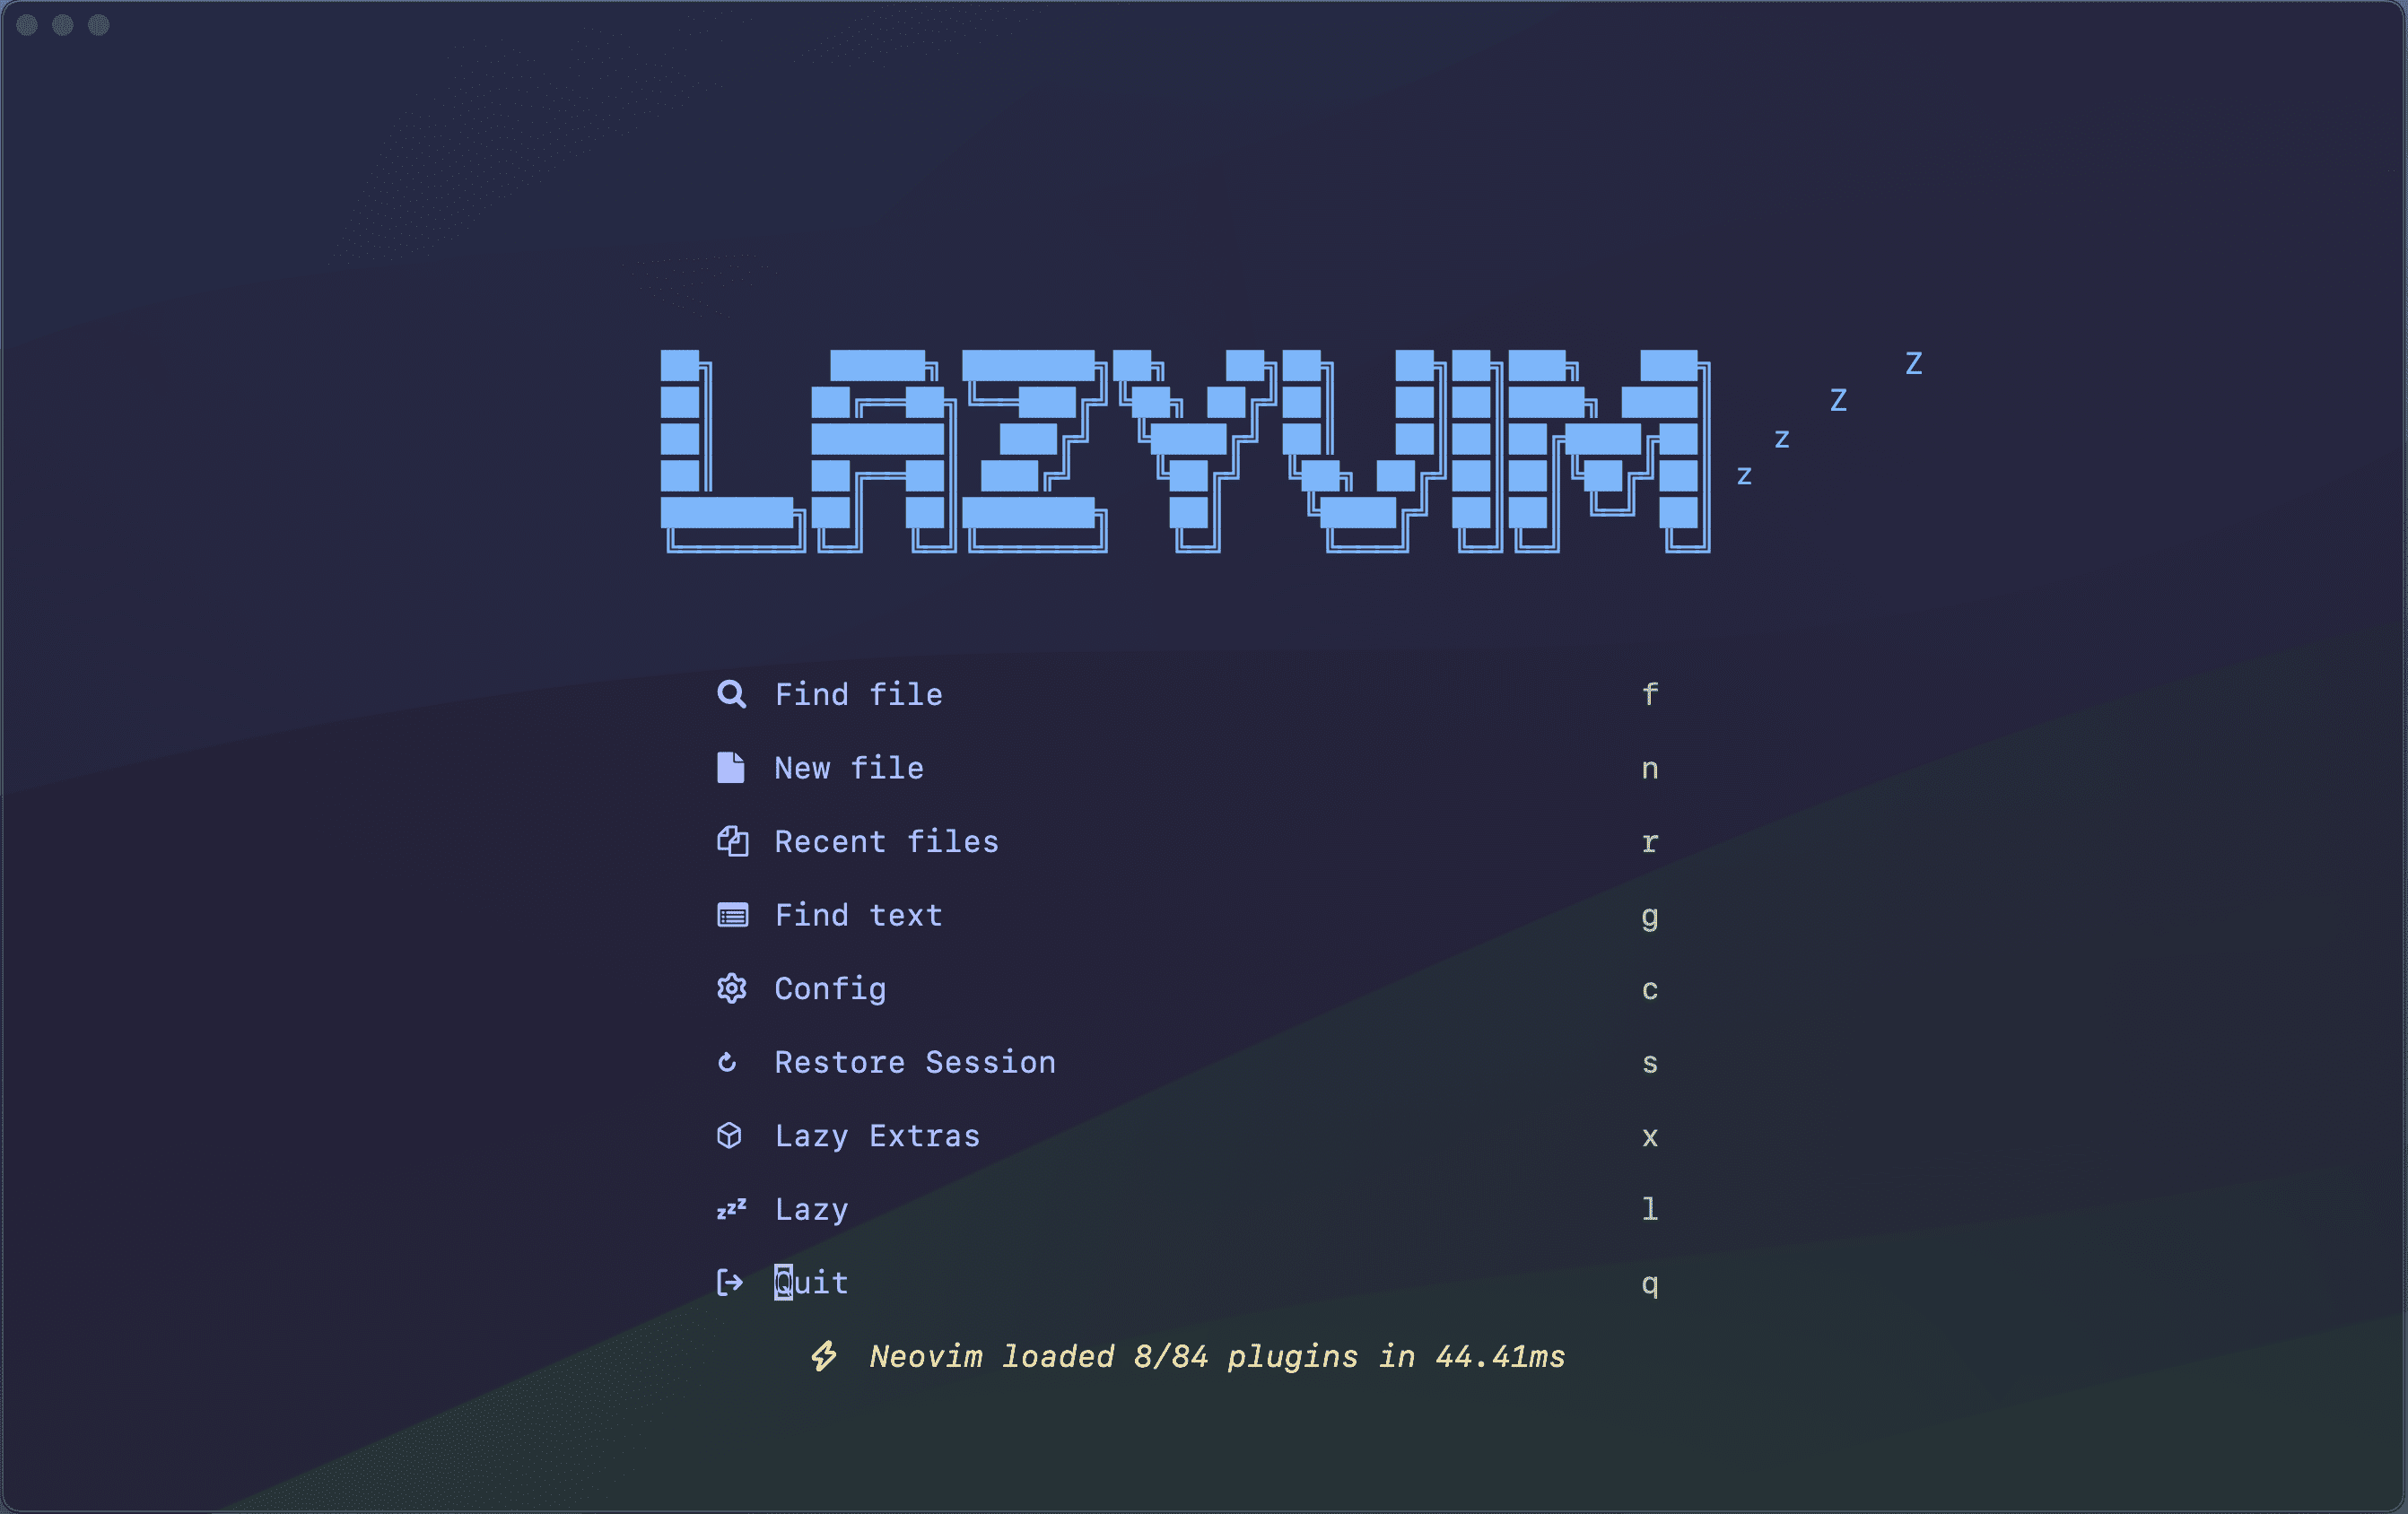 LAZYVIM
Z
Z
z
z
Find file f
New file n
Recent files r
Find text g
Config c
Restore Session s
Lazy Extras x
zzz Lazy l
Quit q
Neovim loaded 8/84 plugins in 44.41ms